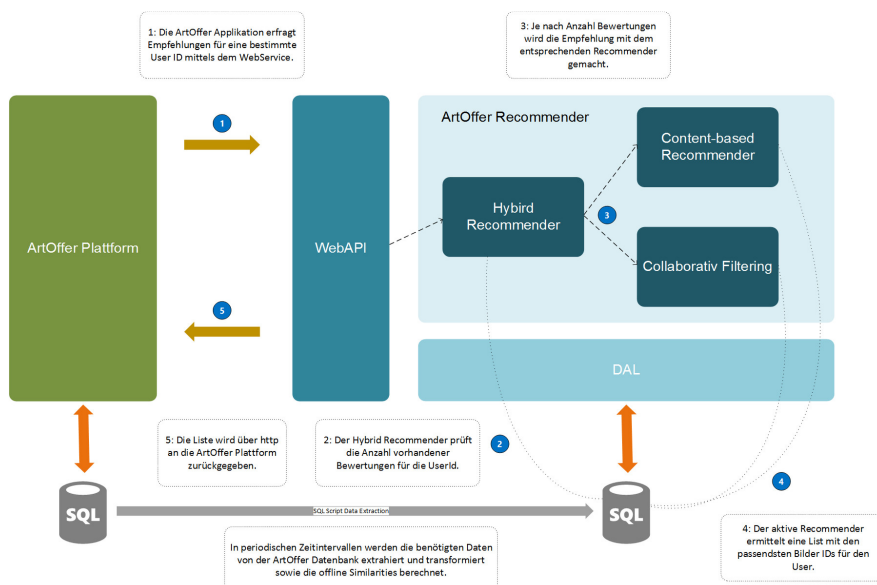 1: Die ArtOffer Applikation erfragt
Empfehlungen für eine bestimmte
User ID mittels dem WebService.
3: Je nach Anzahl Bewertungen
wird die Empfehlung mit dem
entsprechenden Recommender
gemacht.
ArtOffer Plattform
1
5
WebAPI
ArtOffer Recommender
Hybird
Recommender
3
Content-based
Recommender
Collaborativ Filtering
DAL
5: Die Liste wird über http
an die ArtOffer Plattform
zurückgegeben.
2: Der Hybrid Recommender prüft
die Anzahl vorhandener
Bewertungen für die UserId.
2
4
SQL
SQL Script Data Extraction
SQL
In periodischen Zeitintervallen werden die benötigten Daten
von der ArtOffer Datenbank extrahiert und transformiert
sowie die offline Similarities berechnet.
4: Der aktive Recommender
ermittelt eine List mit den
passendsten Bilder IDs für den
User.